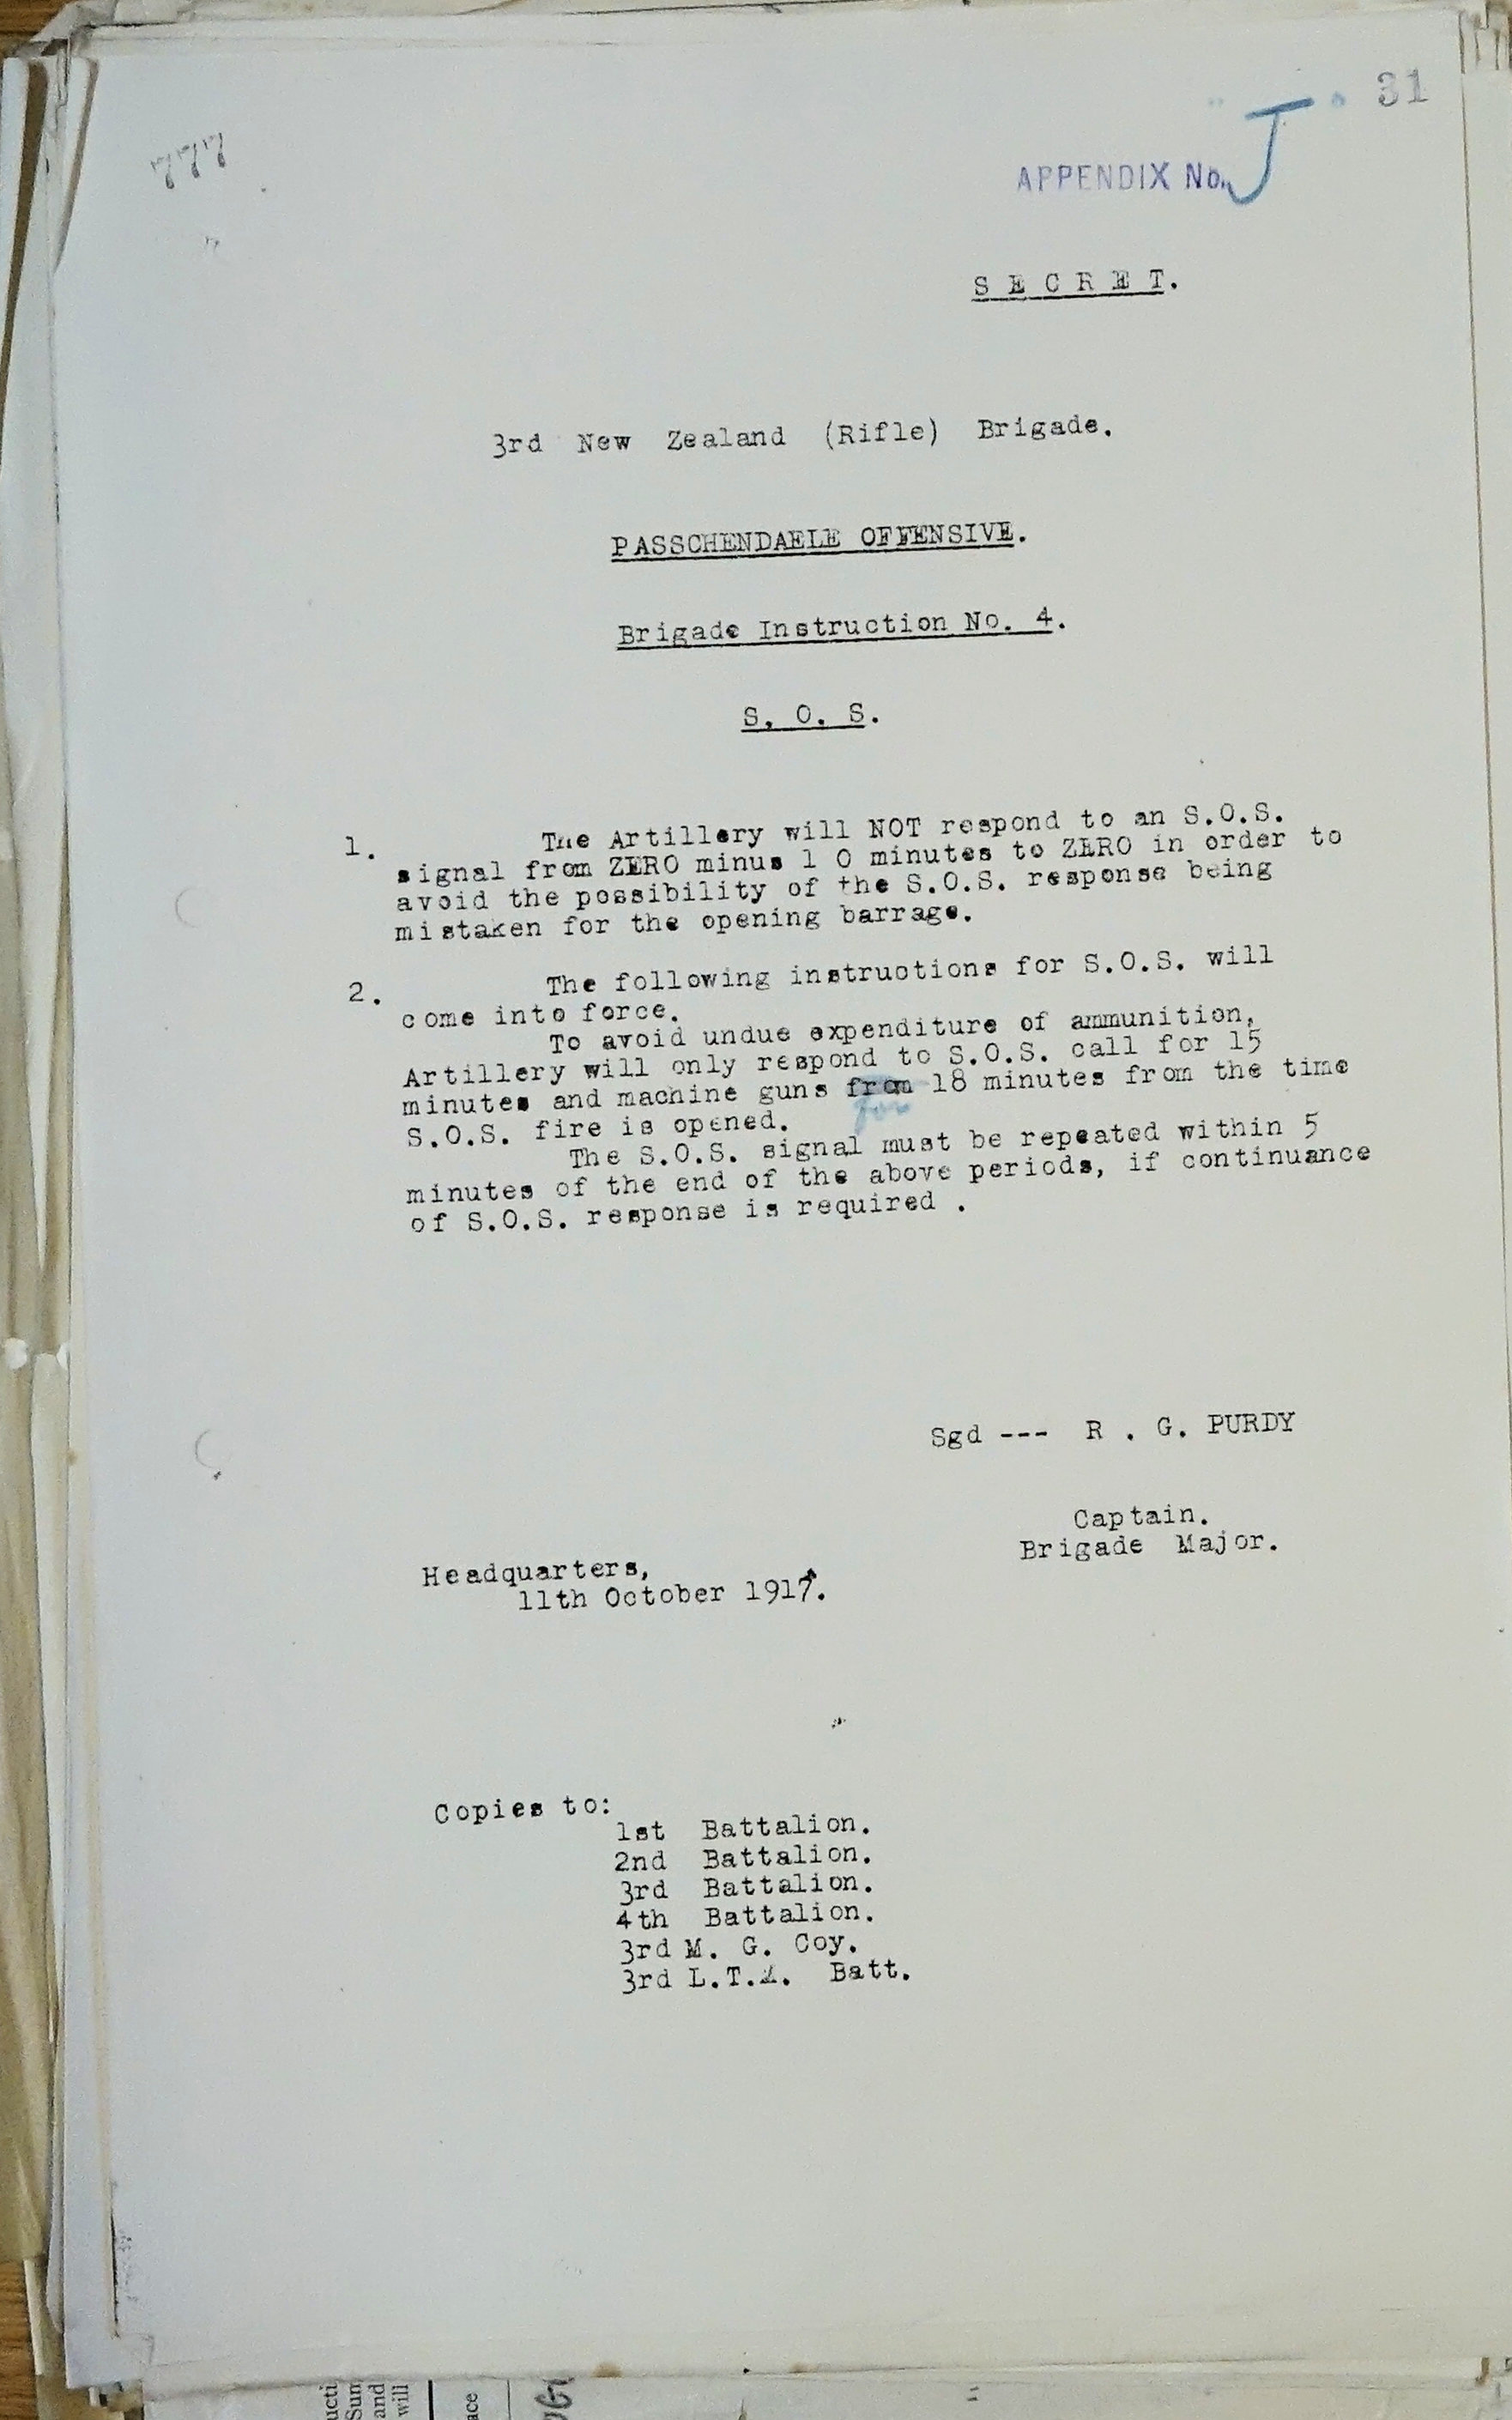 31
APPENDIX No. "J"
S E C R E T.
3rd New Zealand (Rifle) Brigade.
PASSCHENDAELE OFFENSIVE.
Brigade Instruction No. 4.
S. O. S.
1. The Artillery will NOT respond to an S.O.S.
signal from ZERO minus 1 0 minutes to ZERO in order to
avoid the possibility of the S.O.S. response being
mistaken for the opening barrage.
2. The following instructions for S.O.S. will
come into force.
To avoid undue expenditure of ammunition,
Artillery will only respond to S.O.S. call for 15
minutes and machine guns from 18 minutes from the time
for
S.O.S. fire is opened.
The S.O.S. signal must be repeated within 5
minutes of the end of the above periods, if continuance
of S.O.S. response is required .
Sgd --- R . G. PURDY
Captain.
Brigade Major.
Headquarters,
11th October 1917.
Copies to:
1st Battalion.
2nd Battalion.
3rd Battalion.
4th Battalion.
3rd M. G. Coy.
3rd L.T. Batt.
ucti
Sun
and
will
ace